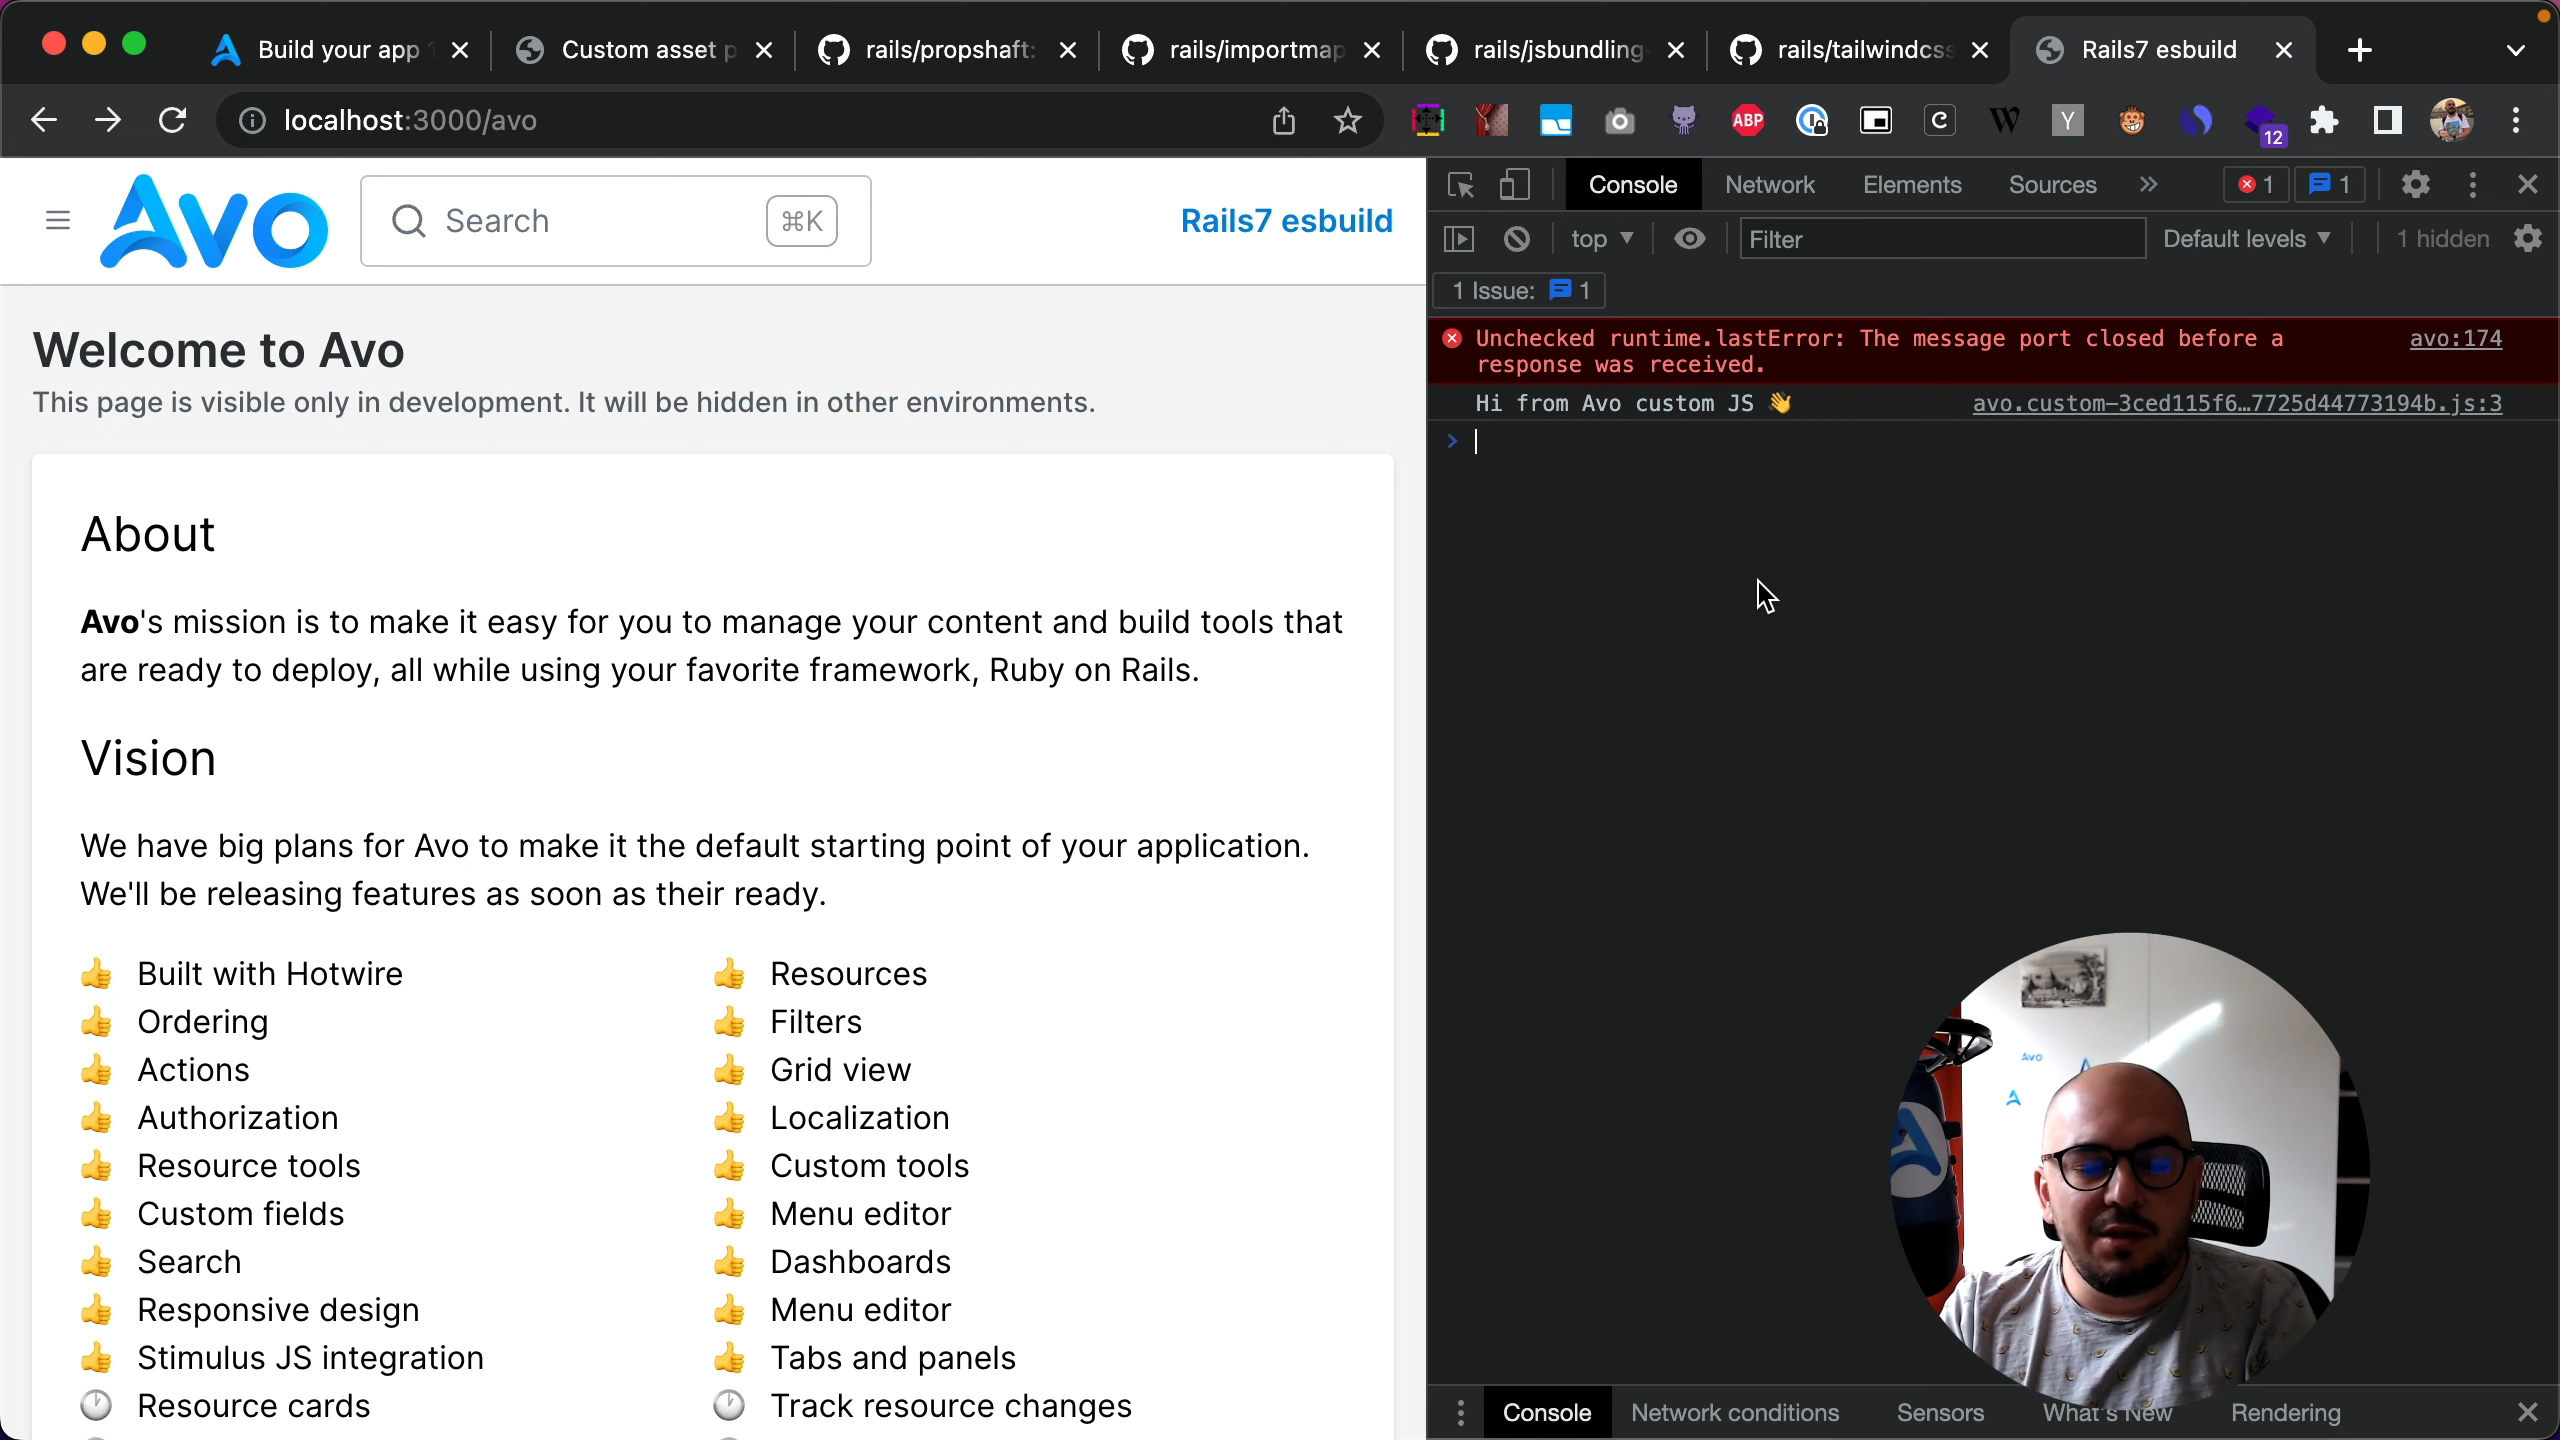 Build your app
Custom asset p
rails/propshaft:
rails/importmap
rails/jsbundling-
rails/tailwindcss
Rails7 esbuild
localhost:3000/avo
ABP
C
W
Y
12
Avo
Search
⌘K
Rails7 esbuild
Welcome to Avo
This page is visible only in development. It will be hidden in other environments.
About
Avo's mission is to make it easy for you to manage your content and build tools that
are ready to deploy, all while using your favorite framework, Ruby on Rails.
Vision
We have big plans for Avo to make it the default starting point of your application.
We'll be releasing features as soon as their ready.
👍 Built with Hotwire
👍 Ordering
👍 Actions
👍 Authorization
👍 Resource tools
👍 Custom fields
👍 Search
👍 Responsive design
👍 Stimulus JS integration
Resource cards
👍 Resources
👍 Filters
👍 Grid view
👍 Localization
👍 Custom tools
👍 Menu editor
👍 Dashboards
👍 Menu editor
👍 Tabs and panels
Track resource changes
Console Network Elements Sources » 1 1
top ▼ Filter Default levels ▼ 1 hidden
1 Issue: 1
Unchecked runtime.lastError: The message port closed before a avo:174
response was received.
Hi from Avo custom JS 👋 avo.custom-3ced115f6…7725d44773194b.js:3
>
Avo
Console Network conditions Sensors What's New Rendering